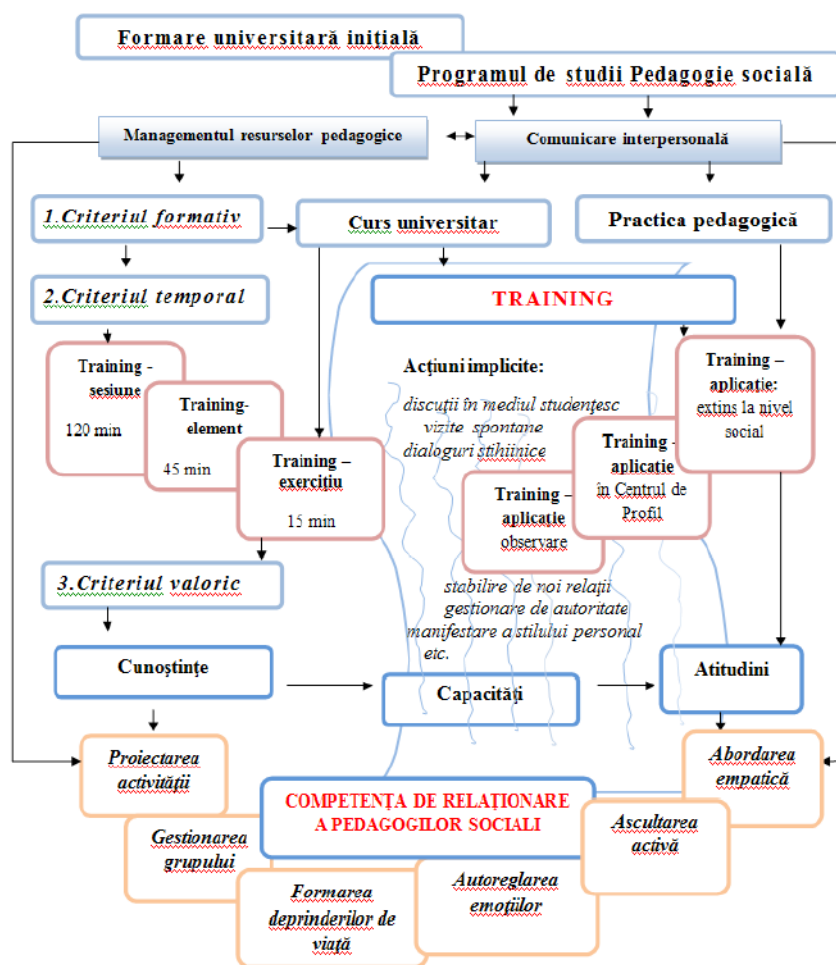 Formare universitară inițială
Programul de studii Pedagogie socială
Managementul resurselor pedagogice
Comunicare interpersonală
1.Criteriul formativ
Curs universitar
Practica pedagogică
2.Criteriul temporal
TRAINING
Training -
sesiune
120 min
Training-
element
45 min
Training –
exercițiu
15 min
Acțiuni implicite:
discuții în mediul studențesc
vizite spontane
dialoguri stihiinice
Training –
aplicație:
extins la nivel
social
Training –
aplicație
în Centrul de
Profil
Training –
aplicație
observare
3.Criteriul valoric
stabilire de noi relații
gestionare de autoritate
manifestare a stilului personal
etc.
Cunoștințe
Capacități
Atitudini
Proiectarea
activității
Abordarea
empatică
COMPETENȚA DE RELAȚIONARE
A PEDAGOGILOR SOCIALI
Gestionarea
grupului
Ascultarea
activă
Formarea
deprinderilor de
viață
Autoreglarea
emoțiilor